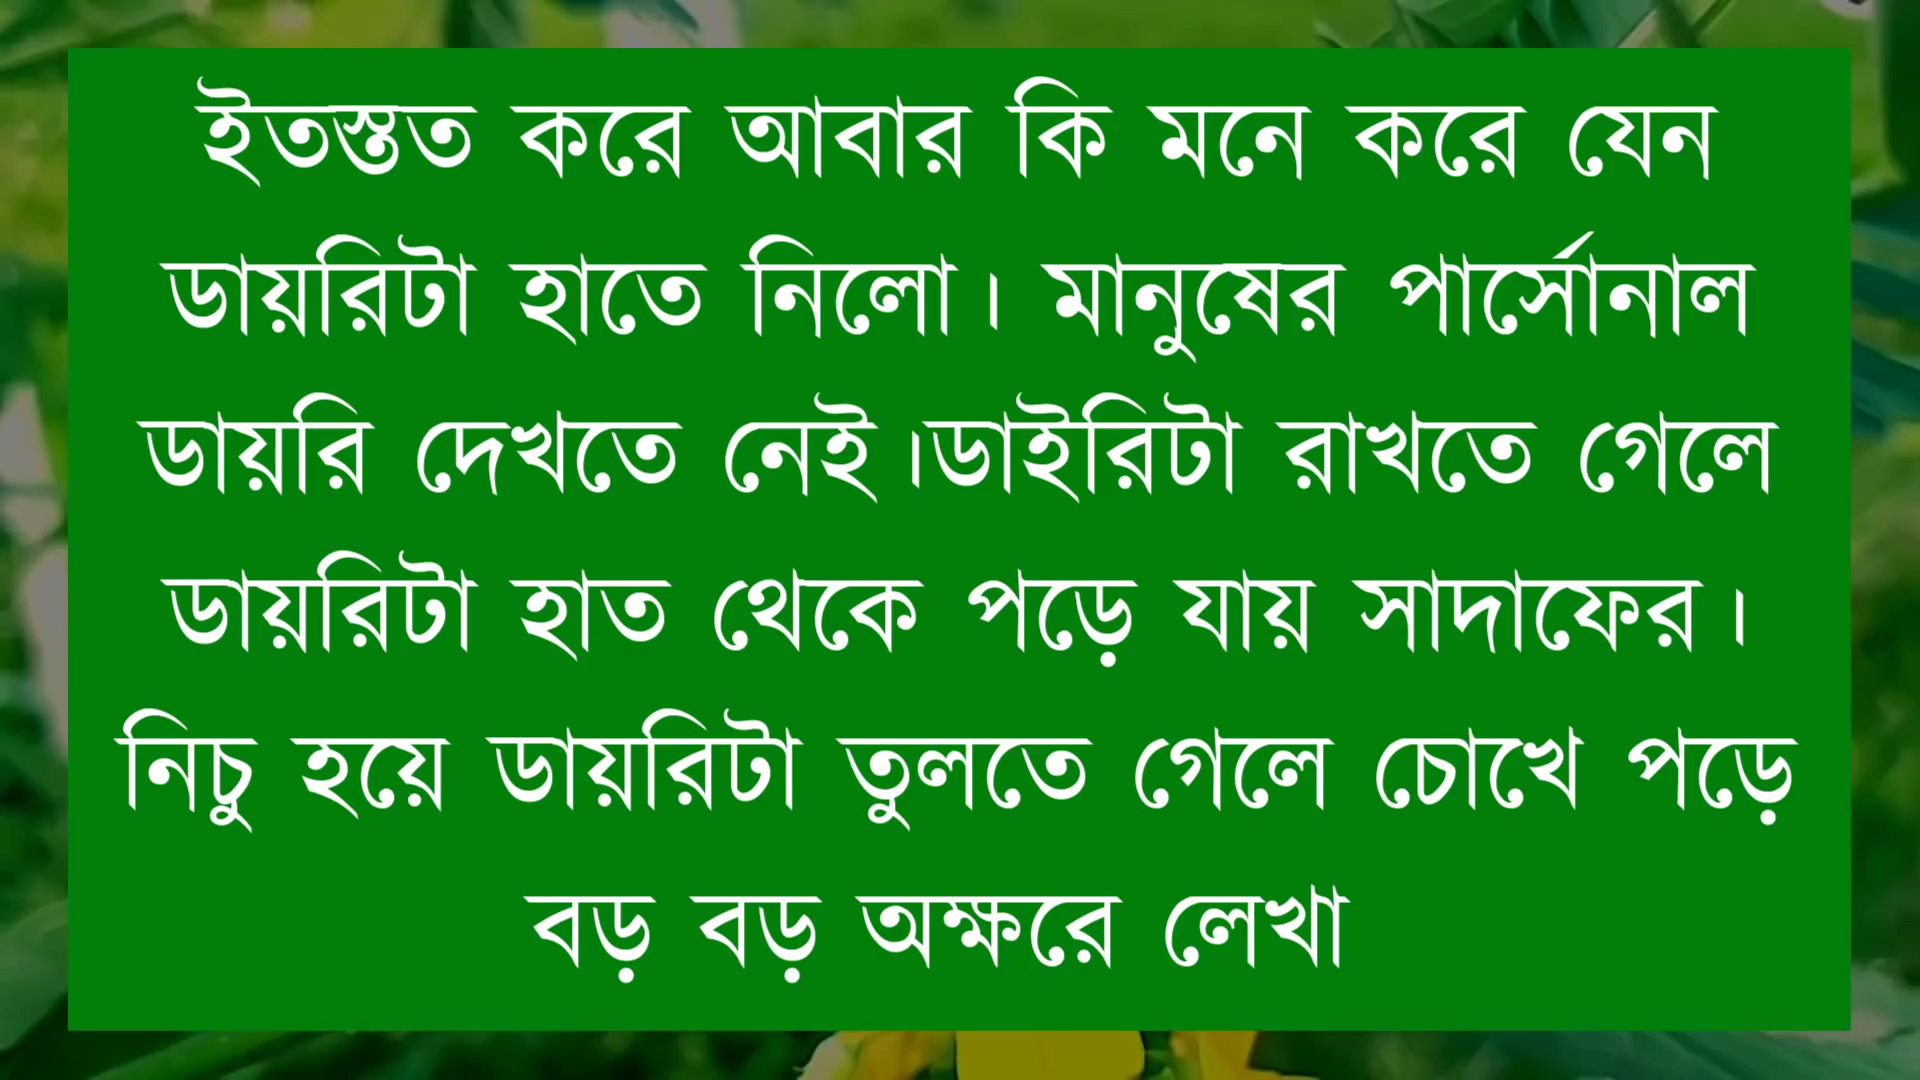 ইতস্তত করে আবার কি মনে করে যেন
ডায়রিটা হাতে নিলো। মানুষের পার্সোনাল
ডায়রি দেখতে নেই।ডাইরিটা রাখতে গেলে
ডায়রিটা হাত থেকে পড়ে যায় সাদাফের।
নিচু হয়ে ডায়রিটা তুলতে গেলে চোখে পড়ে
বড় বড় অক্ষরে লেখা